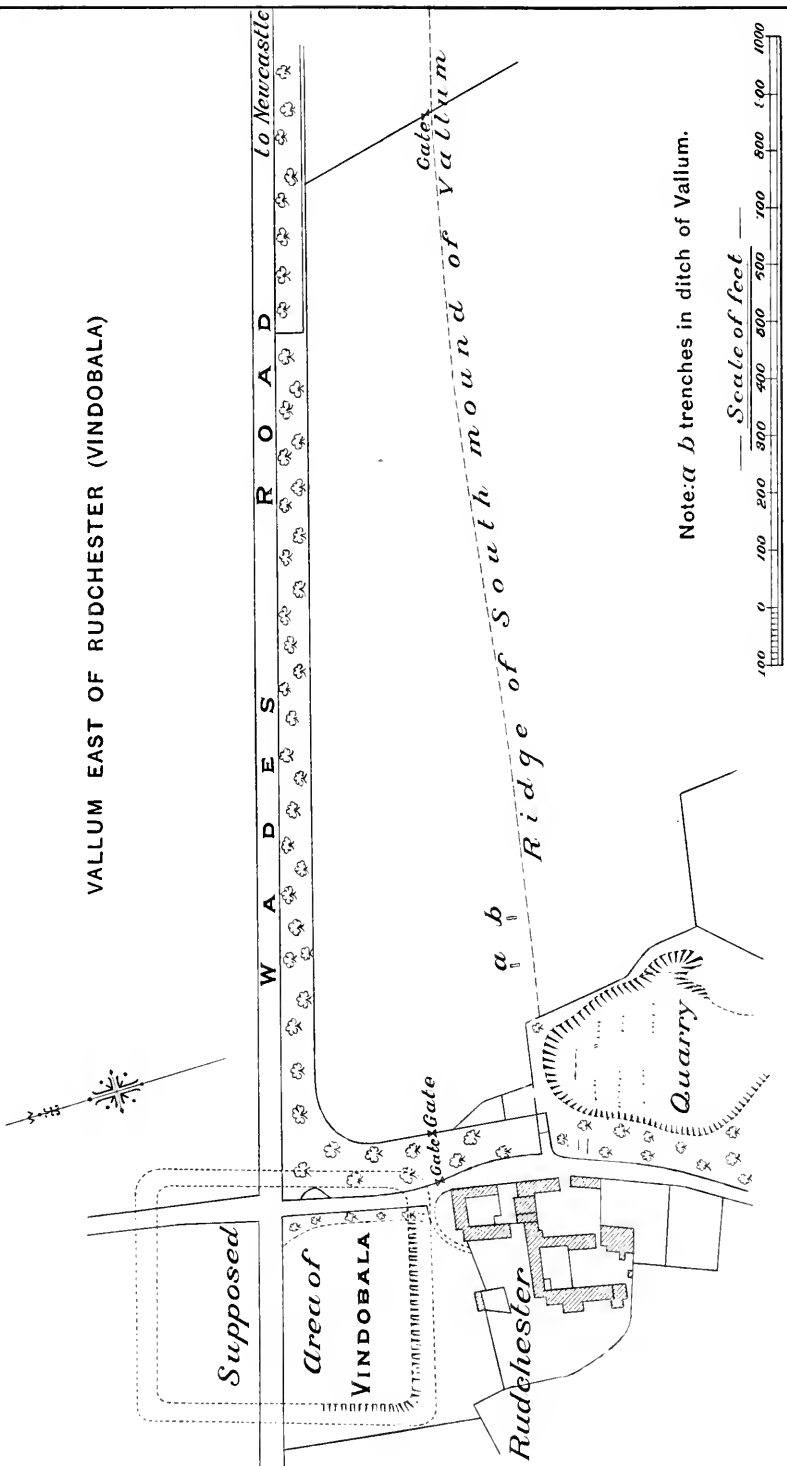 VALLUM EAST OF RUDCHESTER (VINDOBALA)
to Newcastle
WADES ROAD
Gate
Ridge of South mound of Vallum
a b
Gate x Gate
Supposed
Area of
VINDOBALA
Rudchester
Quarry
Note: a b trenches in ditch of Vallum.
Scale of feet
100 0 100 200 300 400 500 600 700 800 900 1000